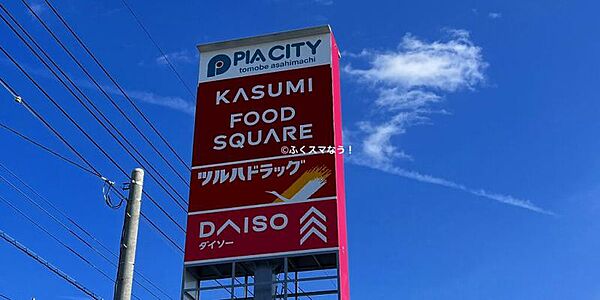 PIA CITY
tomobe asahimachi
KASUMI
FOOD
SQUARE
©ふくスマなう！
ツルハドラッグ
DAISO
ダイソー